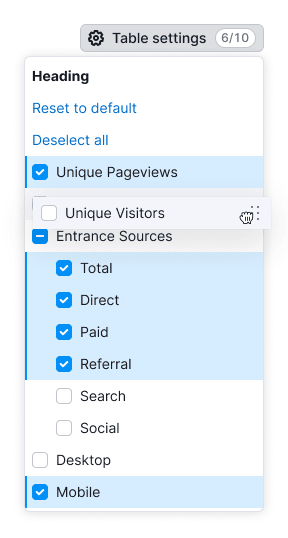 Table settings 6/10
Heading
Reset to default
Deselect all
Unique Pageviews
Unique Visitors
Entrance Sources
Total
Direct
Paid
Referral
Search
Social
Desktop
Mobile